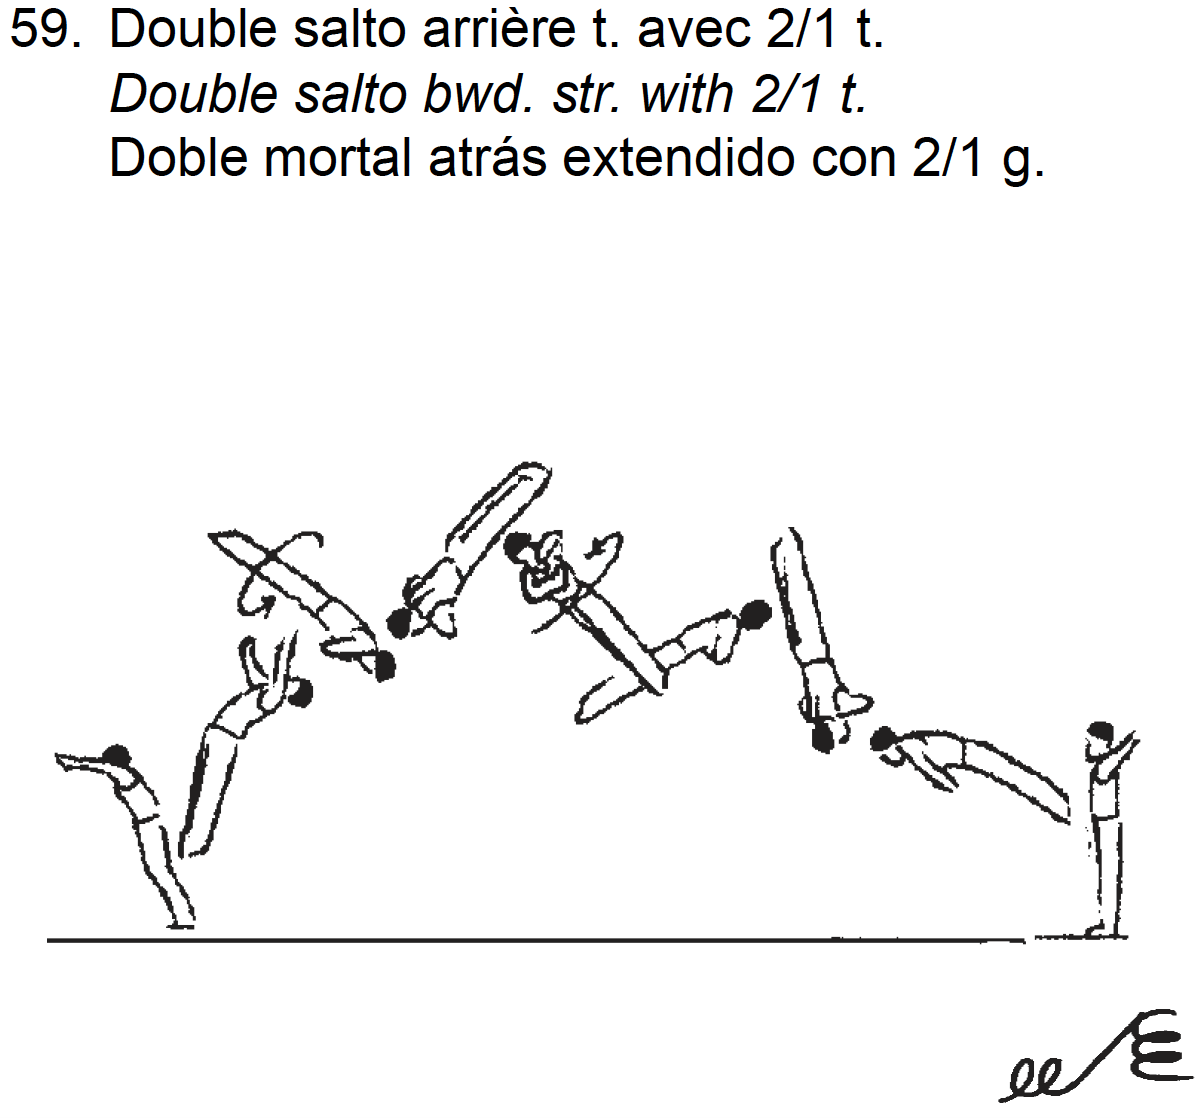 59. Double salto arrière t. avec 2/1 t.
Double salto bwd. str. with 2/1 t.
Doble mortal atrás extendido con 2/1 g.